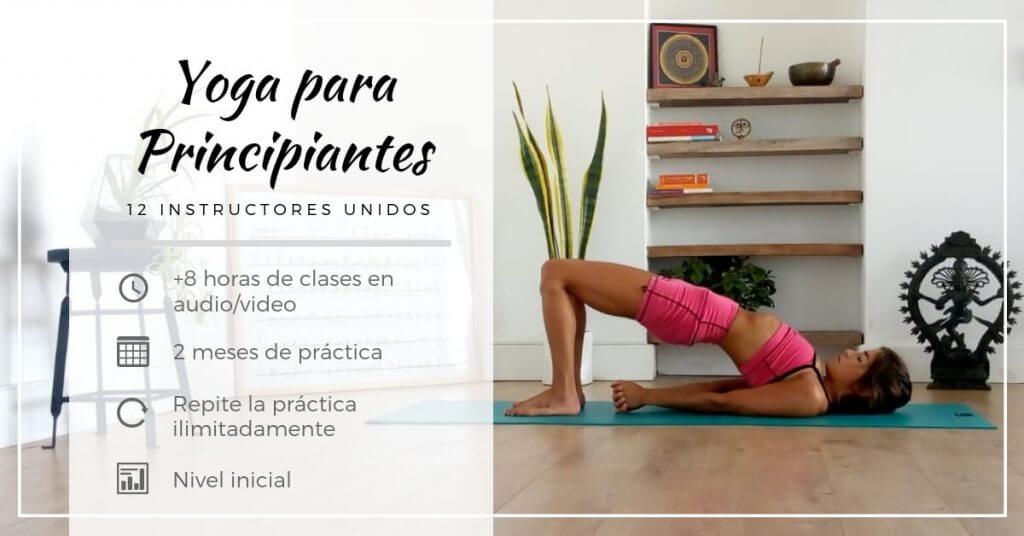 Yoga para
Principiantes
12 INSTRUCTORES UNIDOS
+8 horas de clases en
audio/video
2 meses de práctica
Repite la práctica
ilimitadamente
Nivel inicial